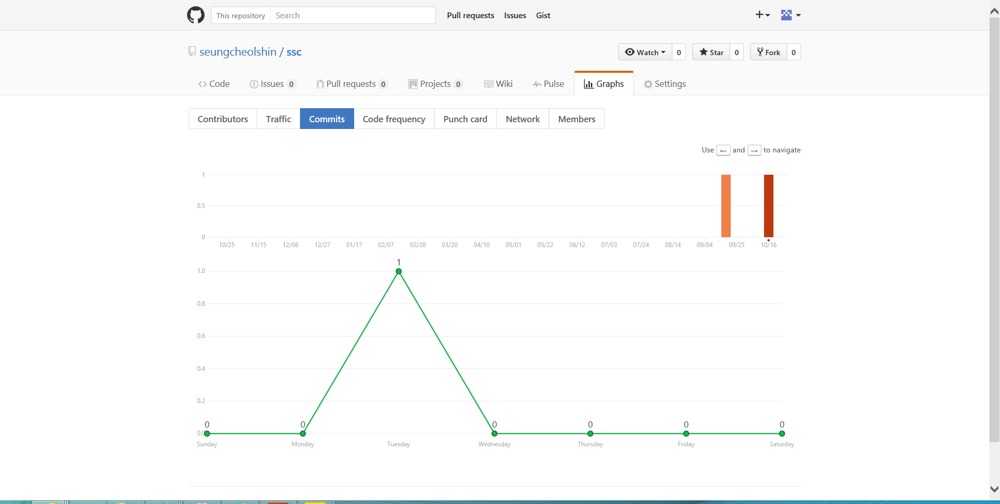 This repository Search Pull requests Issues Gist
seungcheolshin / ssc Watch 0 Star 0 Fork 0
Code Issues 0 Pull requests 0 Projects 0 Wiki Pulse Graphs Settings
Contributors Traffic Commits Code frequency Punch card Network Members
Use ← and → to navigate
1
0.5
0
10/25 11/15 12/06 12/27 01/17 02/07 02/28 03/20 04/10 05/01 05/22 06/12 07/03 07/24 08/14 09/04 09/25 10/16
1
1.0
0.8
0.6
0.4
0.2
0 0 0 0 0 0
0.0
Sunday Monday Tuesday Wednesday Thursday Friday Saturday